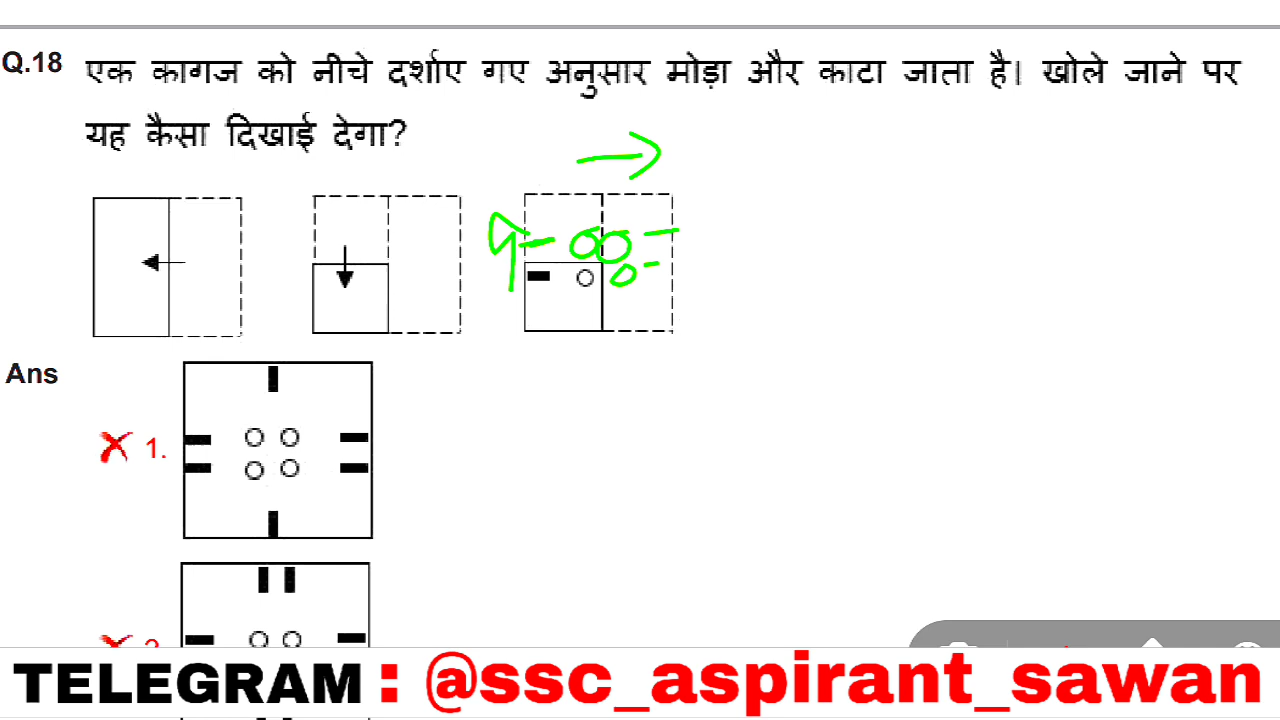 Q.18 एक कागज को नीचे दर्शाए गए अनुसार मोड़ा और काटा जाता है। खोले जाने पर
यह कैसा दिखाई देगा?
Ans
1.
TELEGRAM : @ssc_aspirant_sawan